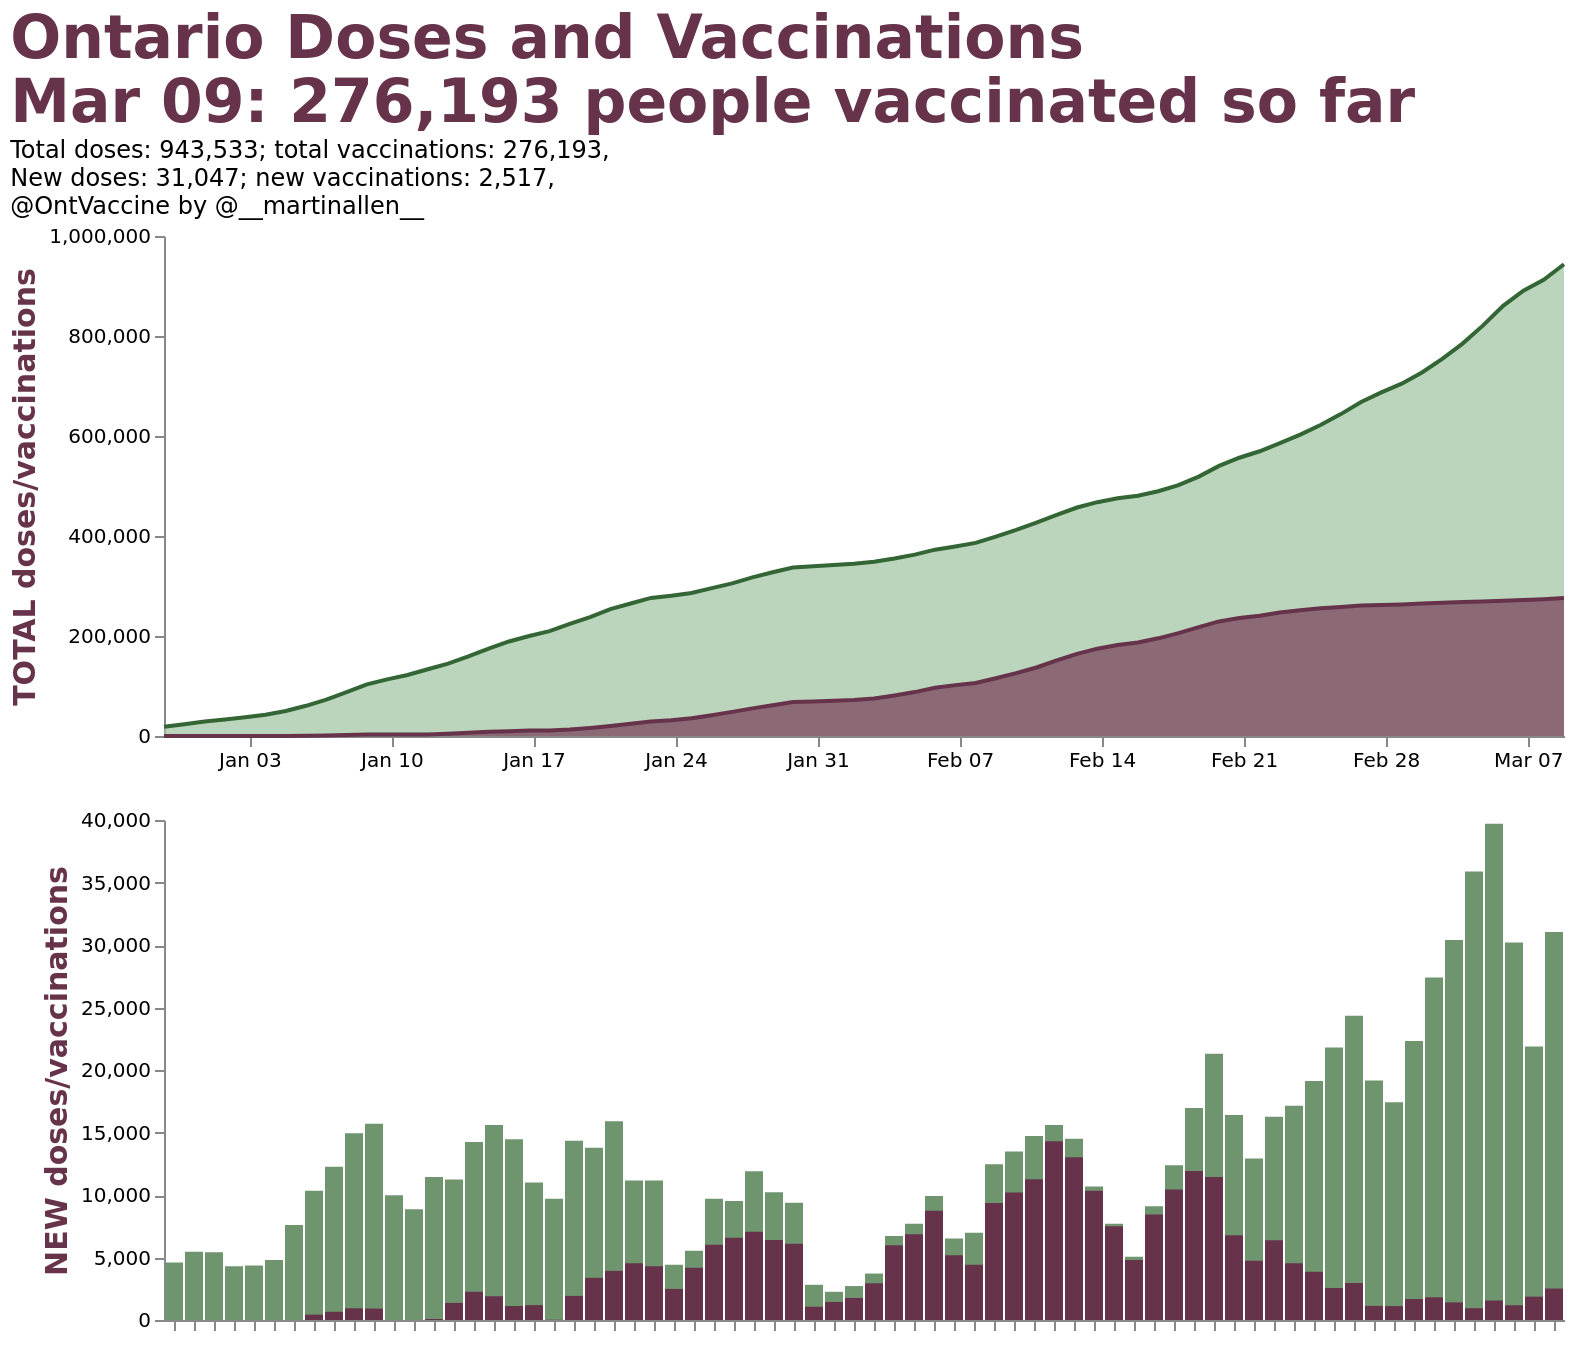 Ontario Doses and Vaccinations
Mar 09: 276,193 people vaccinated so far
Total doses: 943,533; total vaccinations: 276,193,
New doses: 31,047; new vaccinations: 2,517,
@OntVaccine by @__martinallen__
TOTAL doses/vaccinations
1,000,000
800,000
600,000
400,000
200,000
0
Jan 03 Jan 10 Jan 17 Jan 24 Jan 31 Feb 07 Feb 14 Feb 21 Feb 28 Mar 07
NEW doses/vaccinations
40,000
35,000
30,000
25,000
20,000
15,000
10,000
5,000
0